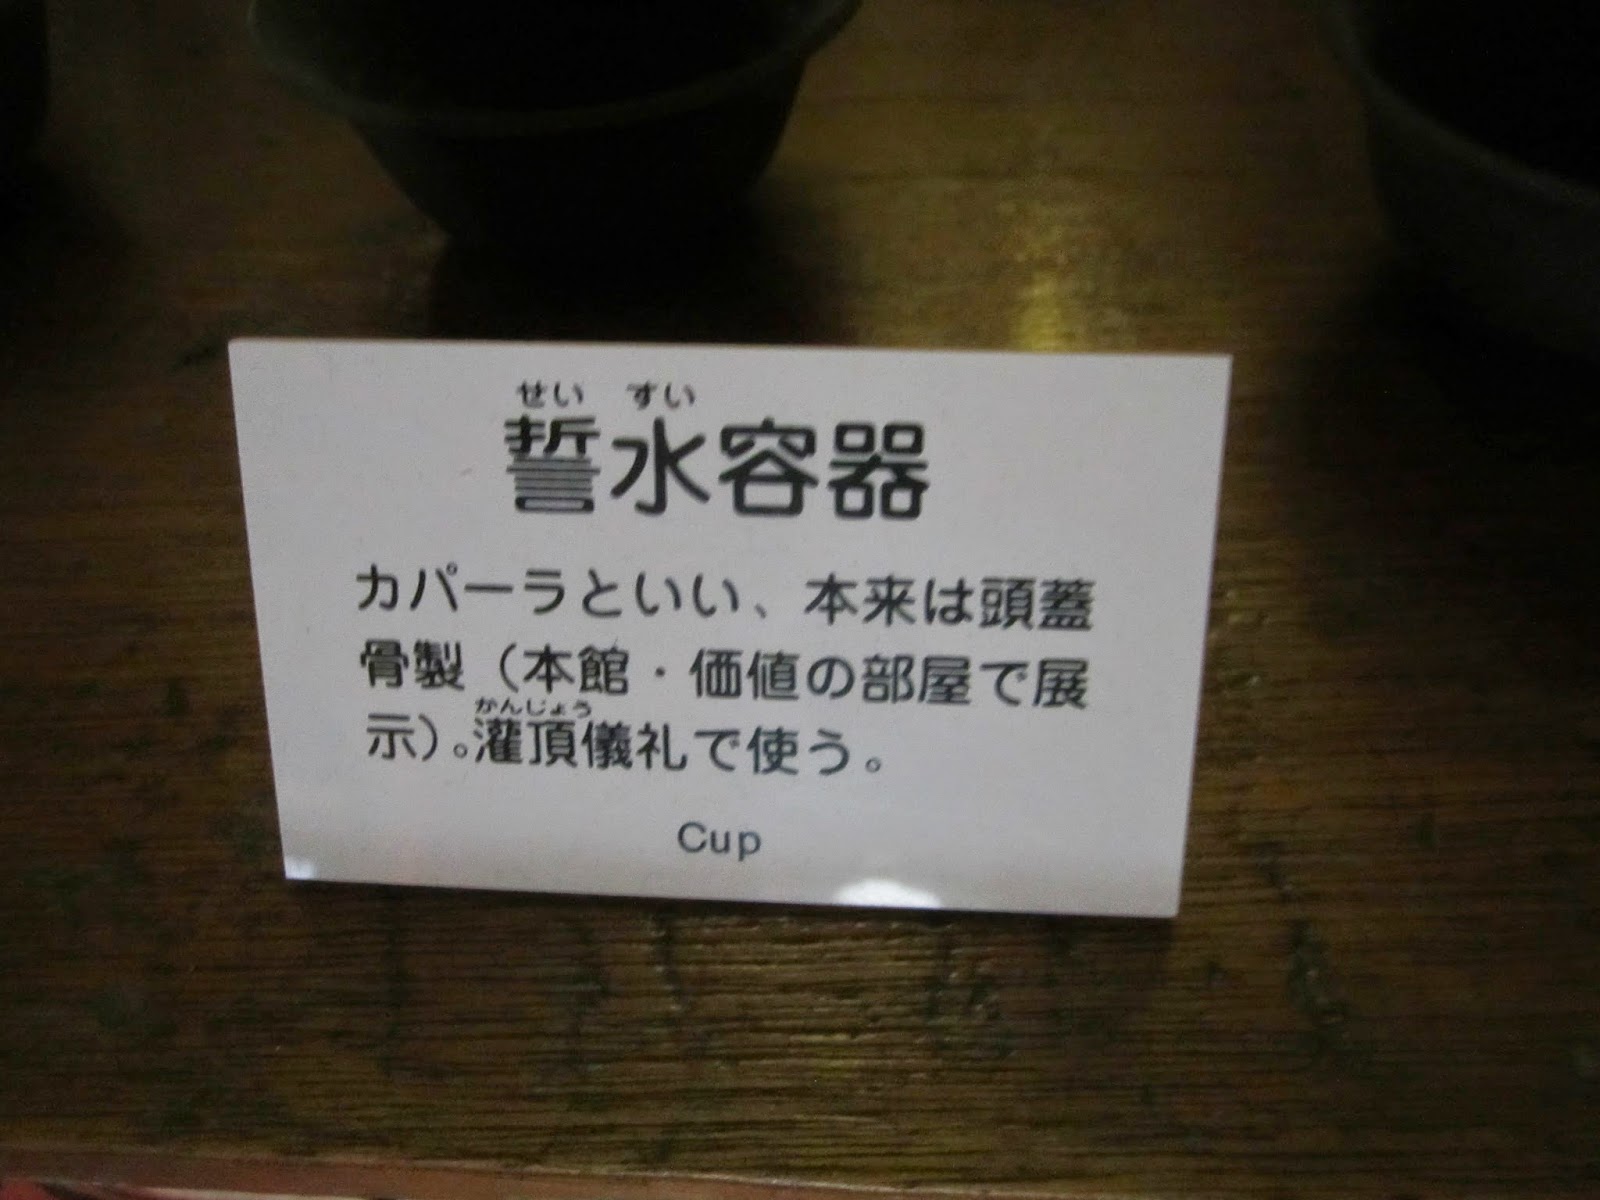 せい すい
誓水容器
カパーラといい、本来は頭蓋
骨製（本館・価値の部屋で展
かんじょう
示）。灌頂儀礼で使う。
Cup